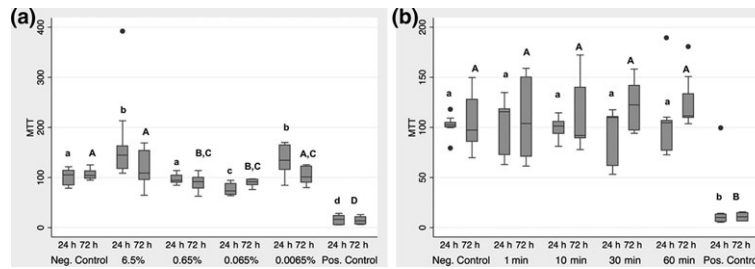 (a)
400
300
200
100
0
MTT
a
A
b
A
a
B,C
c
B,C
b
A,C
d
D
24 h 72 h 24 h 72 h 24 h 72 h 24 h 72 h 24 h 72 h 24 h 72 h
Neg. Control 6.5% 0.65% 0.065% 0.0065% Pos. Control
(b)
200
150
100
50
0
MTT
a
A
a
A
a
A
a
A
a
A
b
B
24 h 72 h 24 h 72 h 24 h 72 h 24 h 72 h 24 h 72 h 24 h 72 h
Neg. Control 1 min 10 min 30 min 60 min Pos. Control